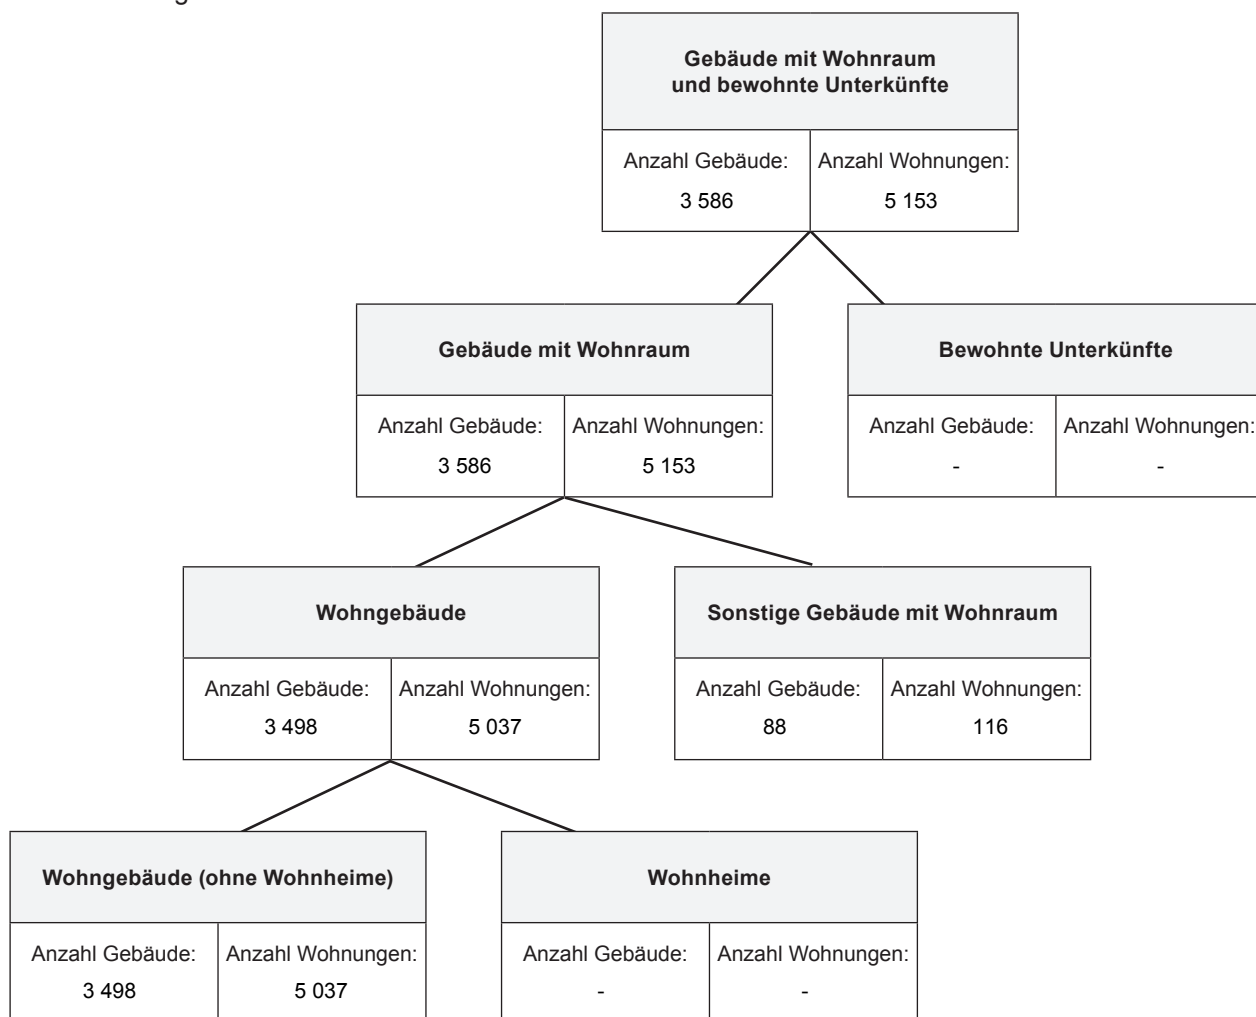 Gebäude mit Wohnraum
und bewohnte Unterkünfte
Anzahl Gebäude: Anzahl Wohnungen:
3 586 5 153
Gebäude mit Wohnraum
Anzahl Gebäude: Anzahl Wohnungen:
3 586 5 153
Bewohnte Unterkünfte
Anzahl Gebäude: Anzahl Wohnungen:
- -
Wohngebäude
Anzahl Gebäude: Anzahl Wohnungen:
3 498 5 037
Sonstige Gebäude mit Wohnraum
Anzahl Gebäude: Anzahl Wohnungen:
88 116
Wohngebäude (ohne Wohnheime)
Anzahl Gebäude: Anzahl Wohnungen:
3 498 5 037
Wohnheime
Anzahl Gebäude: Anzahl Wohnungen:
- -